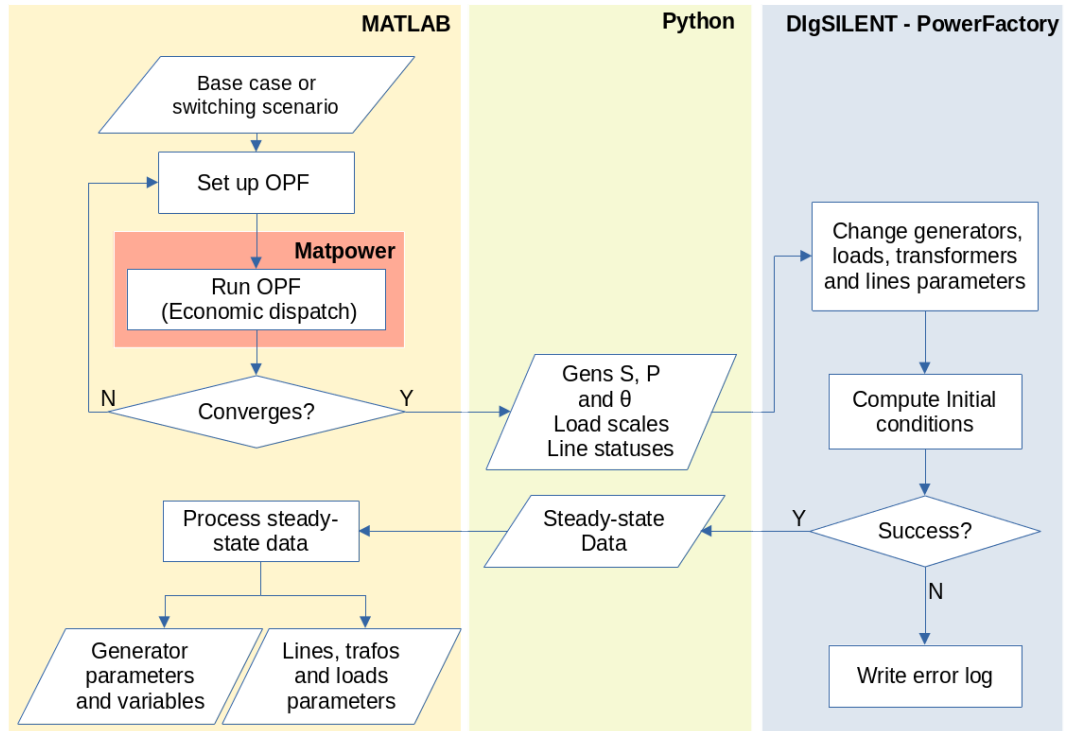 MATLAB
Base case or
switching scenario
Set up OPF
Matpower
Run OPF
(Economic dispatch)
N
Converges?
Y
Process steady-
state data
Generator
parameters
and variables
Lines, trafos
and loads
parameters
Python
Gens S, P
and θ
Load scales
Line statuses
Steady-state
Data
DIgSILENT - PowerFactory
Change generators,
loads, transformers
and lines parameters
Compute Initial
conditions
Y
Success?
N
Write error log